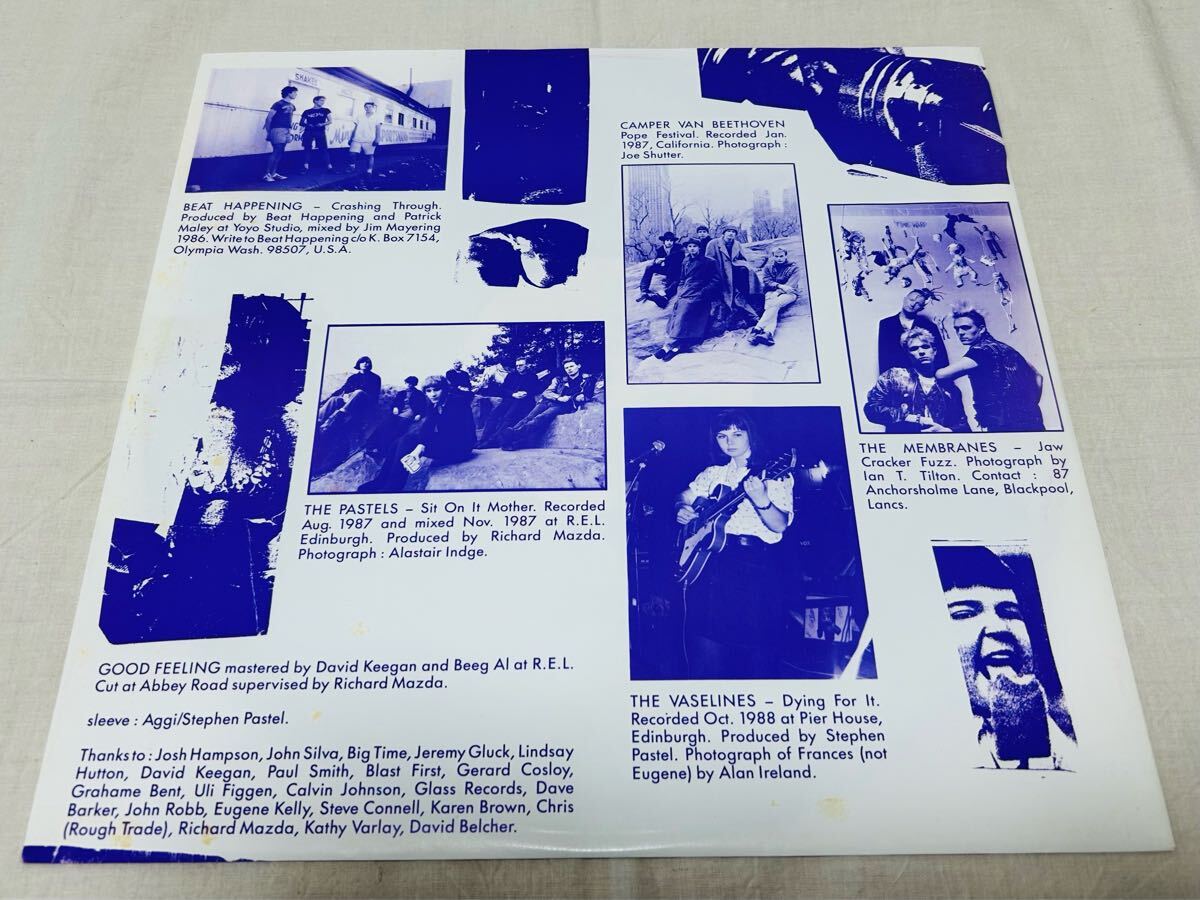 BEAT HAPPENING – Crashing Through.
Produced by Beat Happening and Patrick
Maley at Yoyo Studio, mixed by Jim Mayering
1986. Write to Beat Happening c/o K. Box 7154,
Olympia Wash. 98507, U.S.A.
CAMPER VAN BEETHOVEN
Pope Festival. Recorded Jan.
1987, California. Photograph :
Joe Shutter.
THE PASTELS – Sit On It Mother. Recorded
Aug. 1987 and mixed Nov. 1987 at R.E.L.
Edinburgh. Produced by Richard Mazda.
Photograph : Alastair Indge.
THE MEMBRANES – Jaw
Cracker Fuzz. Photograph by
Ian T. Tilton. Contact : 87
Anchorsholme Lane, Blackpool,
Lancs.
THE VASELINES – Dying For It.
Recorded Oct. 1988 at Pier House,
Edinburgh. Produced by Stephen
Pastel. Photograph of Frances (not
Eugene) by Alan Ireland.
GOOD FEELING mastered by David Keegan and Beeg Al at R.E.L.
Cut at Abbey Road supervised by Richard Mazda.
sleeve : Aggi/Stephen Pastel.
Thanks to : Josh Hampson, John Silva, Big Time, Jeremy Gluck, Lindsay
Hutton, David Keegan, Paul Smith, Blast First, Gerard Cosloy,
Grahame Bent, Uli Figgen, Calvin Johnson, Glass Records, Dave
Barker, John Robb, Eugene Kelly, Steve Connell, Karen Brown, Chris
(Rough Trade), Richard Mazda, Kathy Varlay, David Belcher.